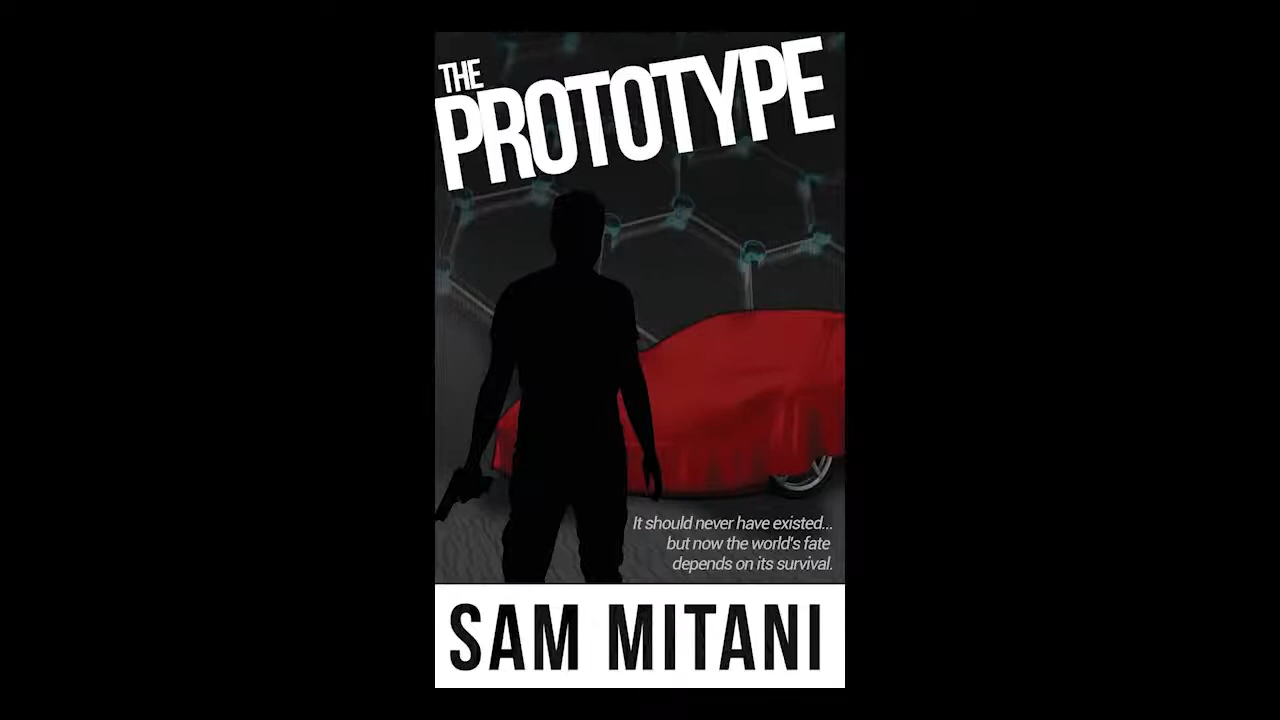 THE
PROTOTYPE
It should never have existed...
but now the world's fate
depends on its survival.
SAM MITANI